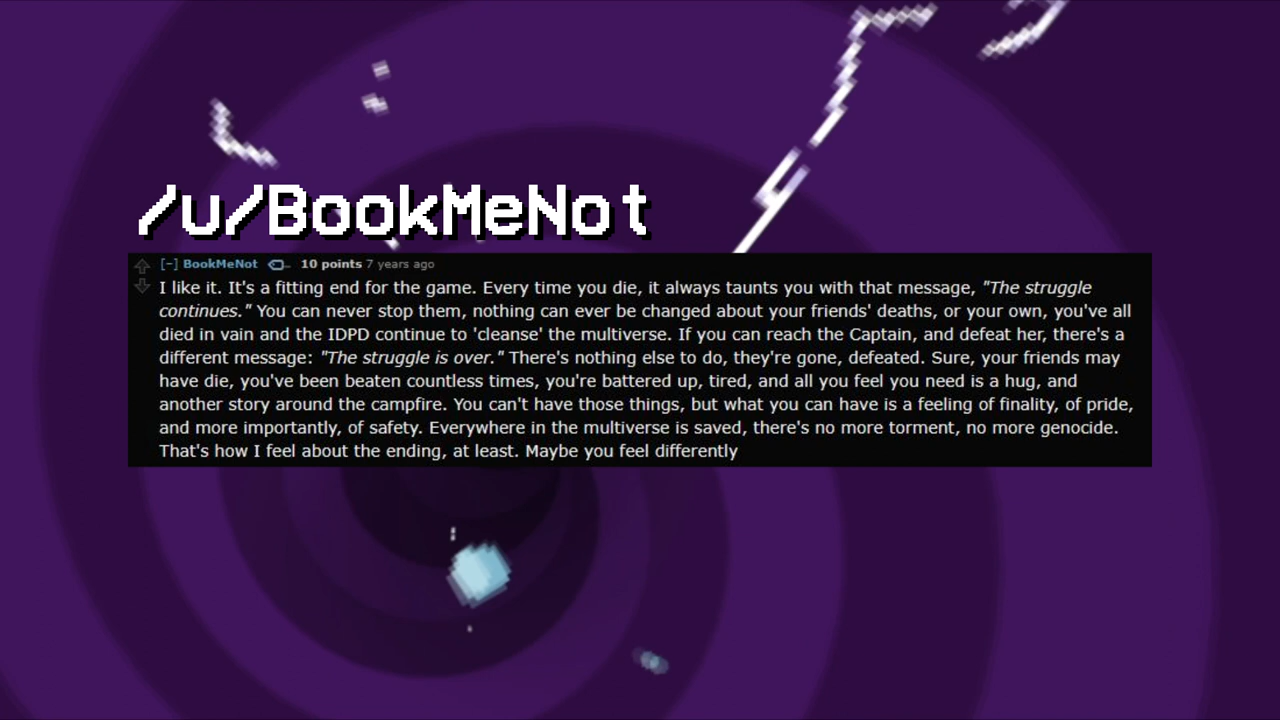 /u/BookMeNot
[–] BookMeNot 10 points 7 years ago
I like it. It's a fitting end for the game. Every time you die, it always taunts you with that message, "The struggle
continues." You can never stop them, nothing can ever be changed about your friends' deaths, or your own, you've all
died in vain and the IDPD continue to 'cleanse' the multiverse. If you can reach the Captain, and defeat her, there's a
different message: "The struggle is over." There's nothing else to do, they're gone, defeated. Sure, your friends may
have die, you've been beaten countless times, you're battered up, tired, and all you feel you need is a hug, and
another story around the campfire. You can't have those things, but what you can have is a feeling of finality, of pride,
and more importantly, of safety. Everywhere in the multiverse is saved, there's no more torment, no more genocide.
That's how I feel about the ending, at least. Maybe you feel differently